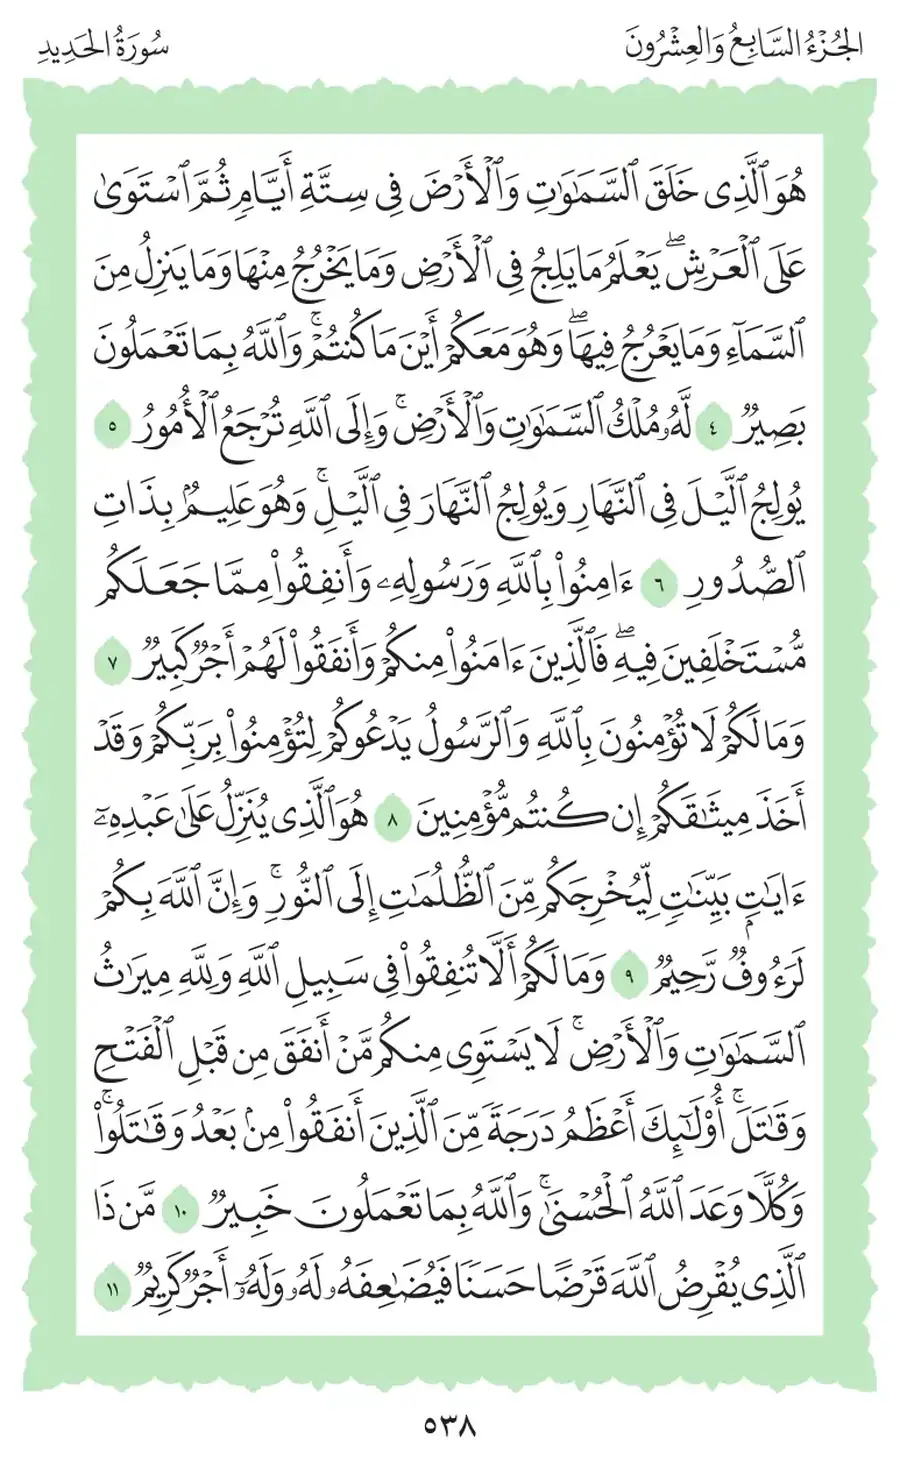 الجُزْءُ السَّابِعُ وَالعِشْرُونَ
سُورَةُ الحَدِيدِ
هُوَ ٱلَّذِى خَلَقَ ٱلسَّمَٰوَٰتِ وَٱلْأَرْضَ فِى سِتَّةِ أَيَّامٍ ثُمَّ ٱسْتَوَىٰ
عَلَى ٱلْعَرْشِ ۖ يَعْلَمُ مَا يَلِجُ فِى ٱلْأَرْضِ وَمَا يَخْرُجُ مِنْهَا وَمَا يَنزِلُ مِنَ
ٱلسَّمَآءِ وَمَا يَعْرُجُ فِيهَا ۖ وَهُوَ مَعَكُمْ أَيْنَ مَا كُنتُمْ ۚ وَٱللَّهُ بِمَا تَعْمَلُونَ
بَصِيرٌ ٤ لَّهُۥ مُلْكُ ٱلسَّمَٰوَٰتِ وَٱلْأَرْضِ ۚ وَإِلَى ٱللَّهِ تُرْجَعُ ٱلْأُمُورُ ٥
يُولِجُ ٱلَّيْلَ فِى ٱلنَّهَارِ وَيُولِجُ ٱلنَّهَارَ فِى ٱلَّيْلِ ۚ وَهُوَ عَلِيمٌۢ بِذَاتِ
ٱلصُّدُورِ ٦ ءَامِنُوا۟ بِٱللَّهِ وَرَسُولِهِۦ وَأَنفِقُوا۟ مِمَّا جَعَلَكُم
مُّسْتَخْلَفِينَ فِيهِ ۖ فَٱلَّذِينَ ءَامَنُوا۟ مِنكُمْ وَأَنفَقُوا۟ لَهُمْ أَجْرٌ كَبِيرٌ ٧
وَمَا لَكُمْ لَا تُؤْمِنُونَ بِٱللَّهِ وَٱلرَّسُولُ يَدْعُوكُمْ لِتُؤْمِنُوا۟ بِرَبِّكُمْ وَقَدْ
أَخَذَ مِيثَٰقَكُمْ إِن كُنتُم مُّؤْمِنِينَ ٨ هُوَ ٱلَّذِى يُنَزِّلُ عَلَىٰ عَبْدِهِۦٓ
ءَايَٰتٍۭ بَيِّنَٰتٍ لِّيُخْرِجَكُم مِّنَ ٱلظُّلُمَٰتِ إِلَى ٱلنُّورِ ۚ وَإِنَّ ٱللَّهَ بِكُمْ
لَرَءُوفٌ رَّحِيمٌ ٩ وَمَا لَكُمْ أَلَّا تُنفِقُوا۟ فِى سَبِيلِ ٱللَّهِ وَلِلَّهِ مِيرَٰثُ
ٱلسَّمَٰوَٰتِ وَٱلْأَرْضِ ۚ لَا يَسْتَوِى مِنكُم مَّنْ أَنفَقَ مِن قَبْلِ ٱلْفَتْحِ
وَقَٰتَلَ ۚ أُو۟لَٰٓئِكَ أَعْظَمُ دَرَجَةً مِّنَ ٱلَّذِينَ أَنفَقُوا۟ مِنۢ بَعْدُ وَقَٰتَلُوا۟ ۚ
وَكُلًّا وَعَدَ ٱللَّهُ ٱلْحُسْنَىٰ ۚ وَٱللَّهُ بِمَا تَعْمَلُونَ خَبِيرٌ ١٠ مَّن ذَا
ٱلَّذِى يُقْرِضُ ٱللَّهَ قَرْضًا حَسَنًا فَيُضَٰعِفَهُۥ لَهُۥ وَلَهُۥٓ أَجْرٌ كَرِيمٌ ١١
٥٣٨